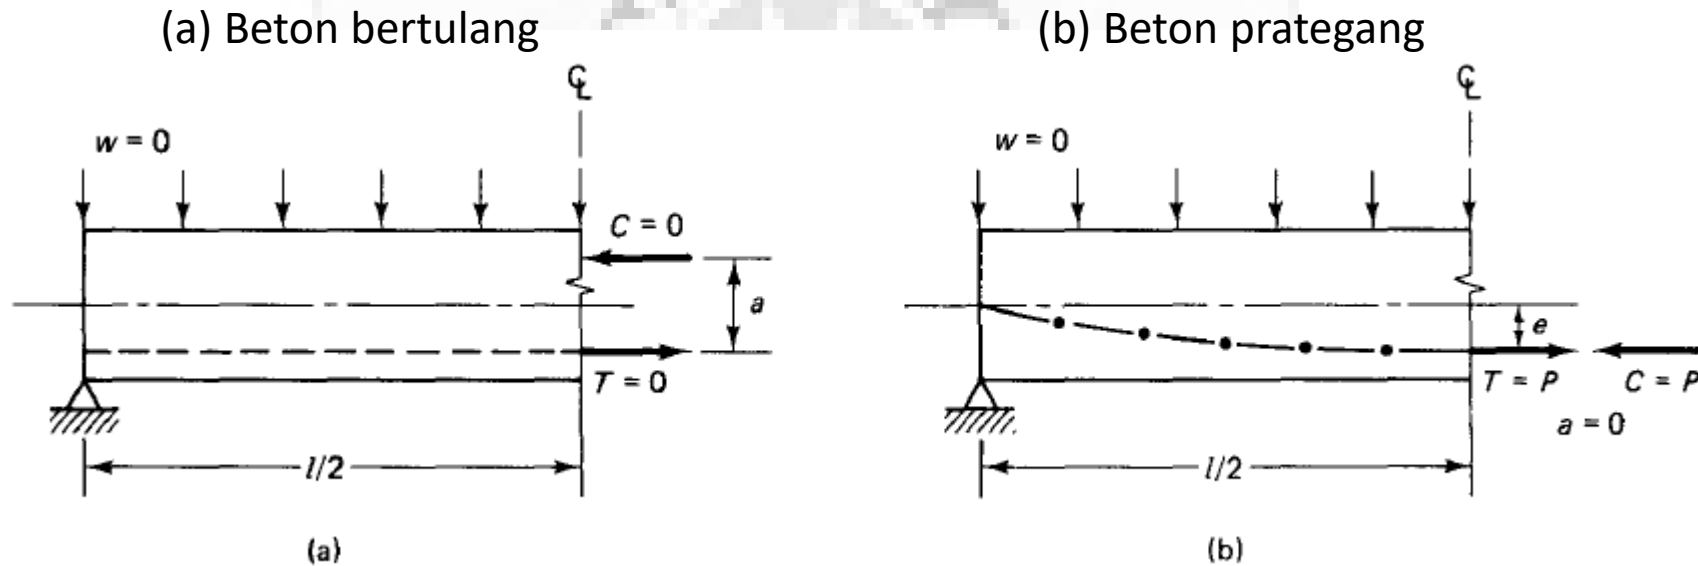 (a) Beton bertulang
(b) Beton prategang
℄
℄
w = 0
w = 0
C = 0
a
e
T = 0
T = P
C = P
a = 0
l/2
l/2
(a)
(b)